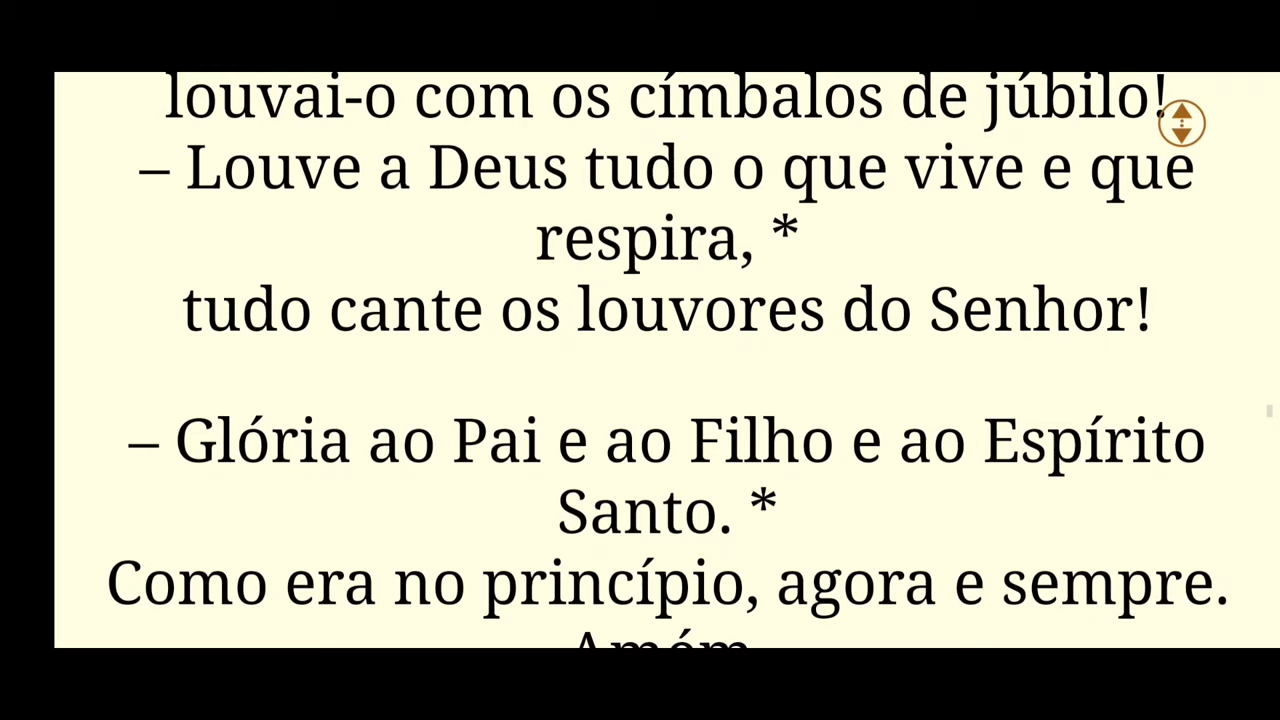 louvai-o com os címbalos de júbilo!
– Louve a Deus tudo o que vive e que
respira, *
tudo cante os louvores do Senhor!
– Glória ao Pai e ao Filho e ao Espírito
Santo. *
Como era no princípio, agora e sempre.
Amém.